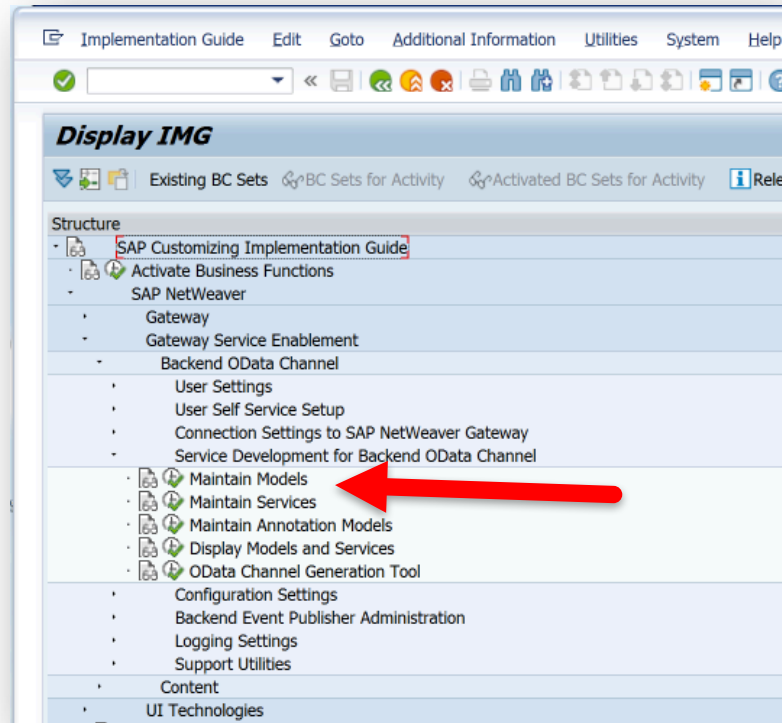 Implementation Guide Edit Goto Additional Information Utilities System Help
Display IMG
Existing BC Sets BC Sets for Activity Activated BC Sets for Activity
Structure
SAP Customizing Implementation Guide
Activate Business Functions
SAP NetWeaver
Gateway
Gateway Service Enablement
Backend OData Channel
User Settings
User Self Service Setup
Connection Settings to SAP NetWeaver Gateway
Service Development for Backend OData Channel
Maintain Models
Maintain Services
Maintain Annotation Models
Display Models and Services
OData Channel Generation Tool
Configuration Settings
Backend Event Publisher Administration
Logging Settings
Support Utilities
Content
UI Technologies